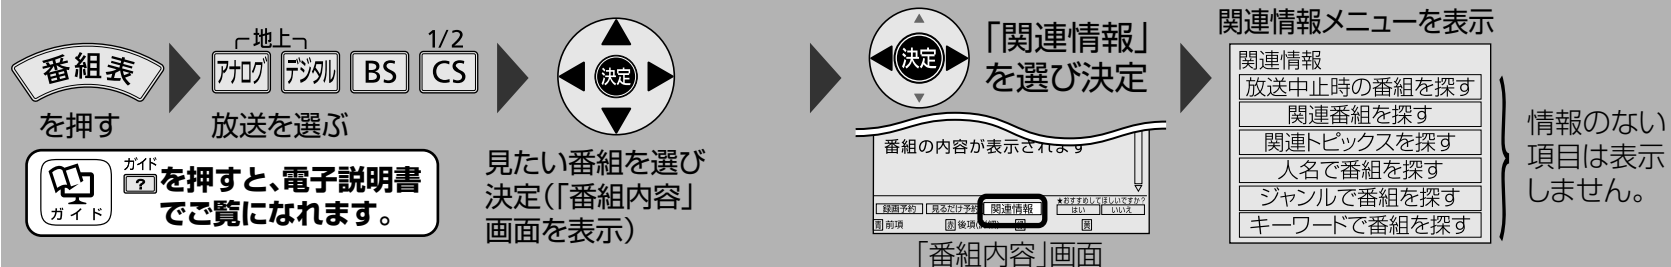 番組表
を押す
地上
アナログ デジタル BS CS
1/2
放送を選ぶ
ガイド
ガイド
?
を押すと、電子説明書
でご覧になれます。
決定
見たい番組を選び
決定(「番組内容」
画面を表示)
決定
「関連情報」
を選び決定
番組の内容が表示されます
録画予約 見るだけ予約 関連情報
★おすすめしてほしいですか?
はい いいえ
青 前項
赤 後項
黄
「番組内容」画面
関連情報メニューを表示
関連情報
放送中止時の番組を探す
関連番組を探す
関連トピックスを探す
人名で番組を探す
ジャンルで番組を探す
キーワードで番組を探す
情報のない
項目は表示
しません。